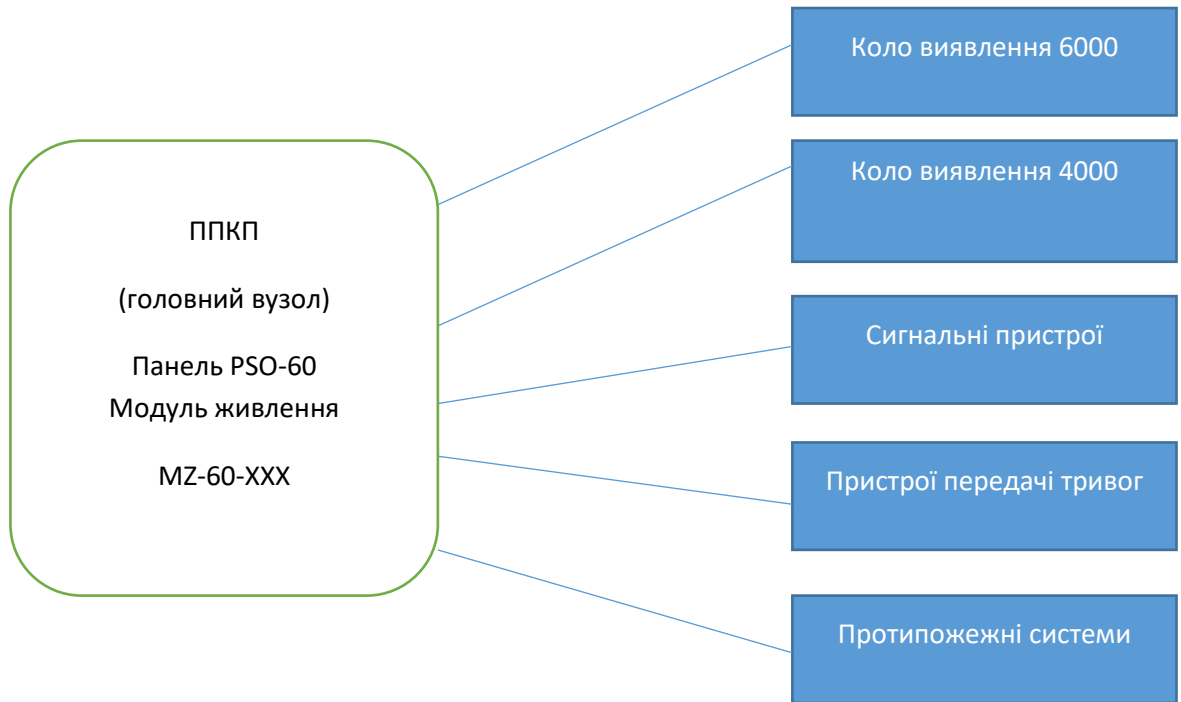 ППКП
(головний вузол)
Панель PSO-60
Модуль живлення
MZ-60-XXX
Коло виявлення 6000
Коло виявлення 4000
Сигнальні пристрої
Пристрої передачі тривог
Протипожежні системи